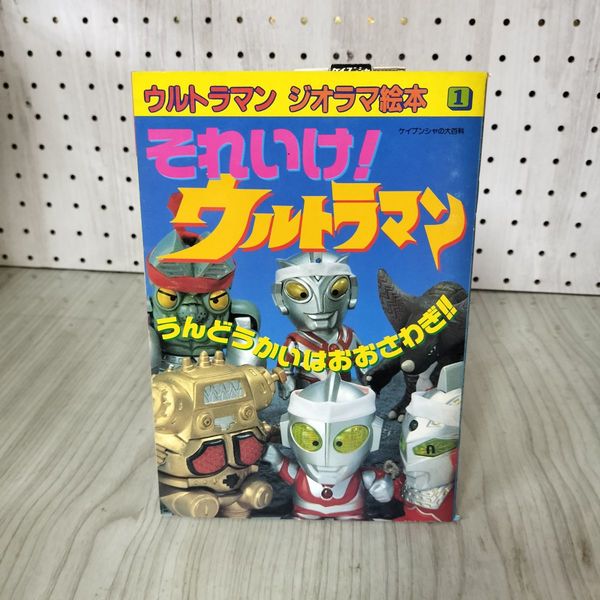 ウルトラマン ジオラマ絵本 1
ケイブンシャの大百科
それいけ!
ウルトラマン
うんどうかいはおおさわぎ!!